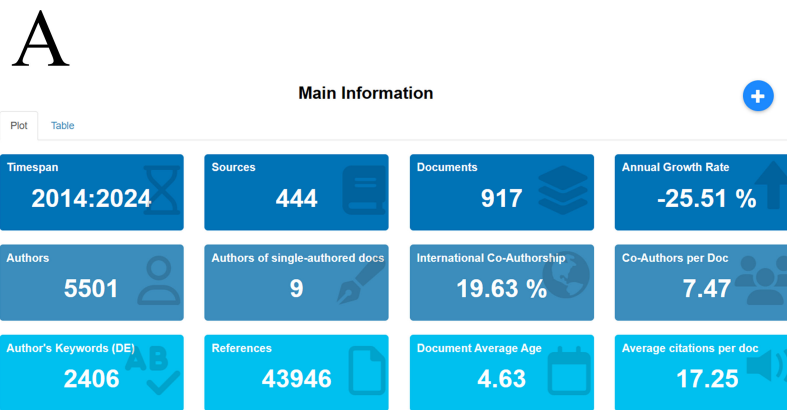 A
Main Information
+
Plot Table
Timespan Sources Documents Annual Growth Rate
2014:2024 444 917 -25.51 %
Authors Authors of single-authored docs International Co-Authorship Co-Authors per Doc
5501 9 19.63 % 7.47
Author's Keywords (DE) References Document Average Age Average citations per doc
2406 43946 4.63 17.25
AB